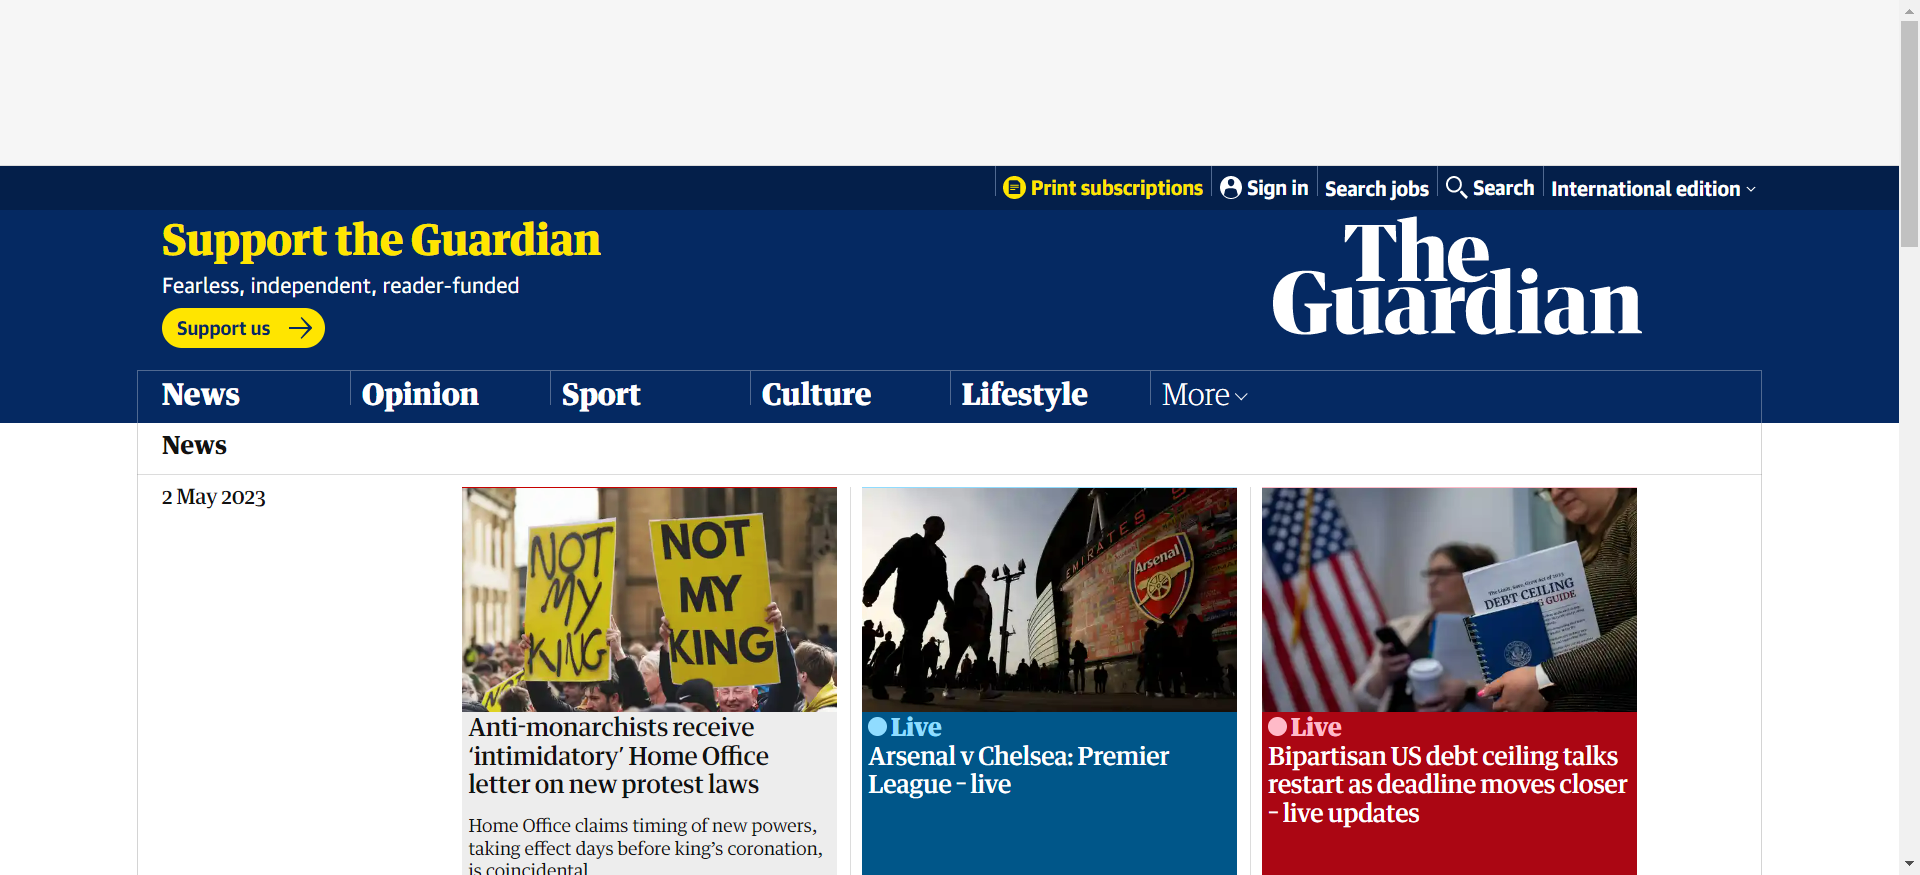 Print subscriptions
Sign in
Search jobs
Search
International edition
Support the Guardian
Fearless, independent, reader-funded
Support us
The
Guardian
News
Opinion
Sport
Culture
Lifestyle
More
News
2 May 2023
NOT
MY
KING
NOT
MY
KING
Anti-monarchists receive
‘intimidatory’ Home Office
letter on new protest laws
Home Office claims timing of new powers,
taking effect days before king’s coronation,
is coincidental
EMIRATES
Arsenal
Live
Arsenal v Chelsea: Premier
League – live
DEBT CEILING
GUIDE
Live
Bipartisan US debt ceiling talks
restart as deadline moves closer
– live updates